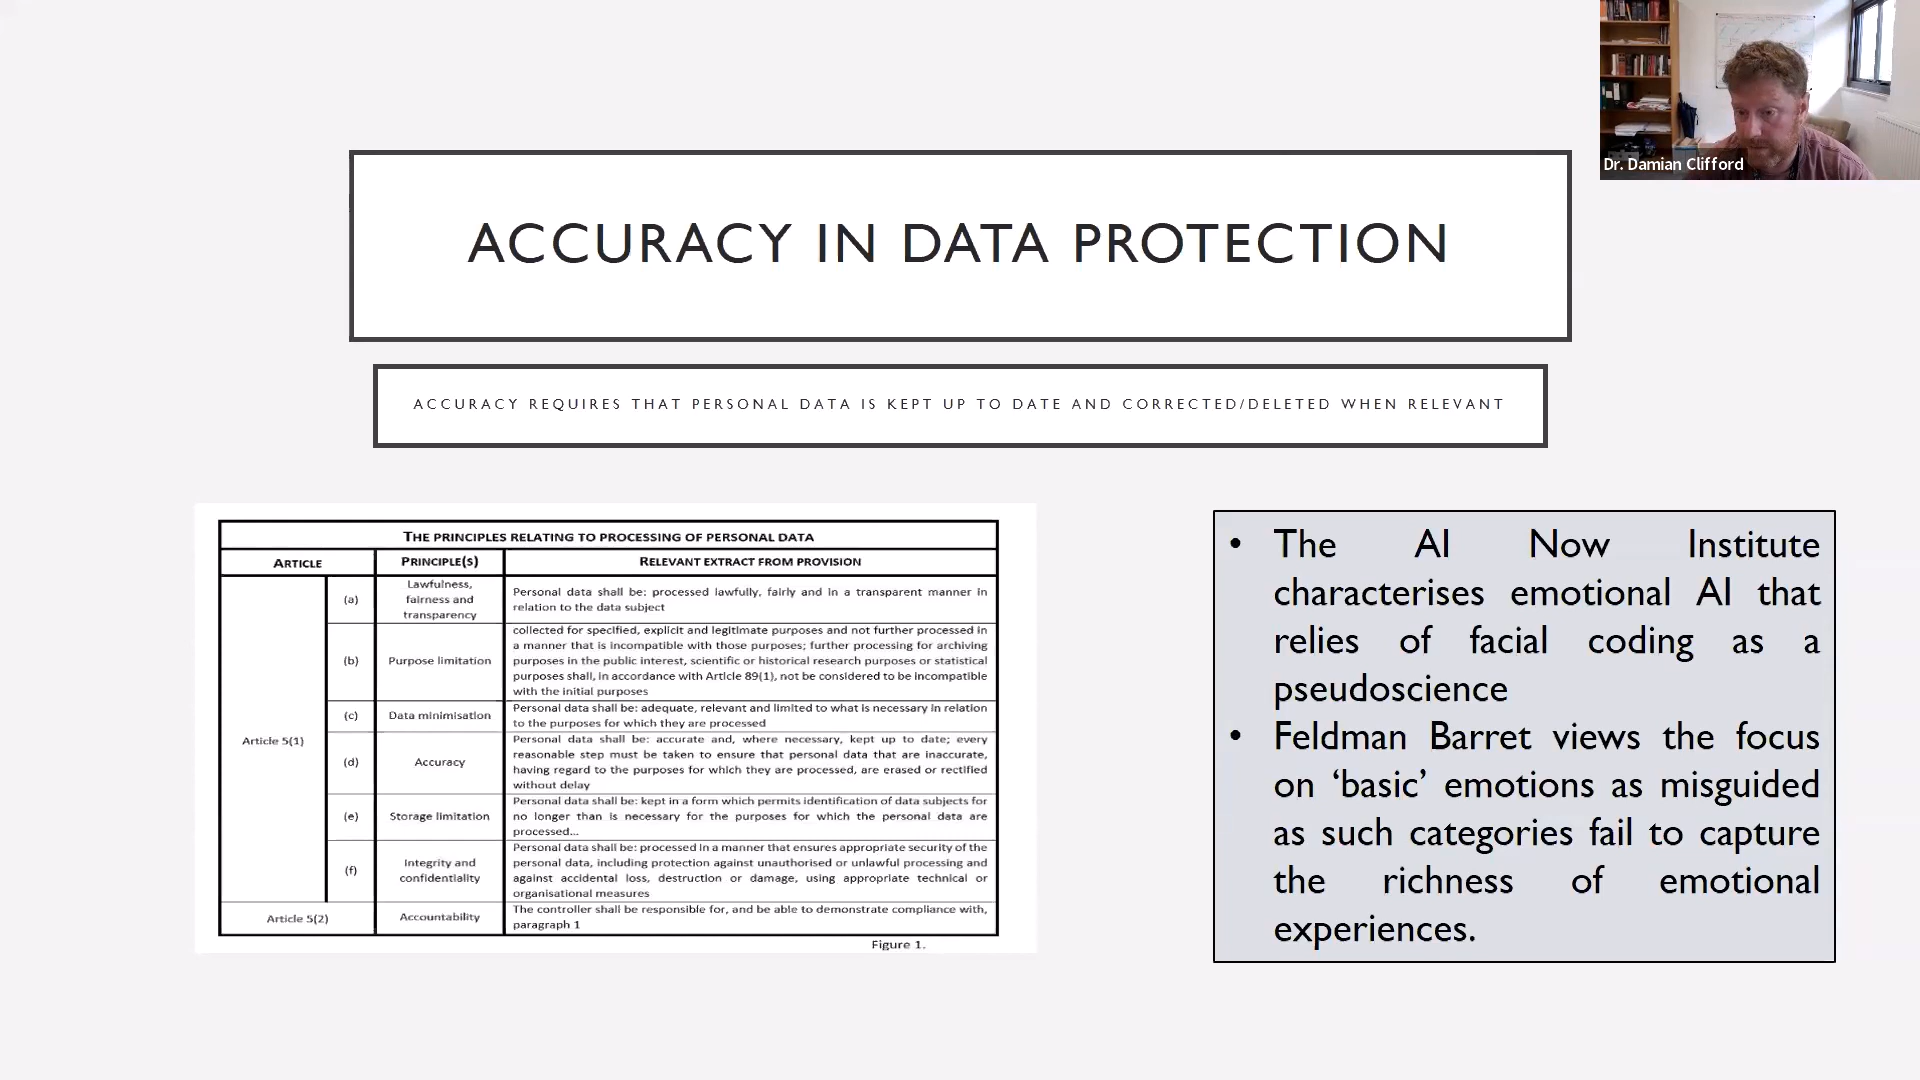 Dr. Damian Clifford
ACCURACY IN DATA PROTECTION
ACCURACY REQUIRES THAT PERSONAL DATA IS KEPT UP TO DATE AND CORRECTED/DELETED WHEN RELEVANT
THE PRINCIPLES RELATING TO PROCESSING OF PERSONAL DATA
ARTICLE
PRINCIPLE(S)
RELEVANT EXTRACT FROM PROVISION
Article 5(1)
(a)
Lawfulness,
fairness and
transparency
Personal data shall be: processed lawfully, fairly and in a transparent manner in
relation to the data subject
(b)
Purpose limitation
collected for specified, explicit and legitimate purposes and not further processed in
a manner that is incompatible with those purposes; further processing for archiving
purposes in the public interest, scientific or historical research purposes or statistical
purposes shall, in accordance with Article 89(1), not be considered to be incompatible
with the initial purposes
(c)
Data minimisation
Personal data shall be: adequate, relevant and limited to what is necessary in relation
to the purposes for which they are processed
(d)
Accuracy
Personal data shall be: accurate and, where necessary, kept up to date; every
reasonable step must be taken to ensure that personal data that are inaccurate,
having regard to the purposes for which they are processed, are erased or rectified
without delay
(e)
Storage limitation
Personal data shall be: kept in a form which permits identification of data subjects for
no longer than is necessary for the purposes for which the personal data are
processed...
(f)
Integrity and
confidentiality
Personal data shall be: processed in a manner that ensures appropriate security of the
personal data, including protection against unauthorised or unlawful processing and
against accidental loss, destruction or damage, using appropriate technical or
organisational measures
Article 5(2)
Accountability
The controller shall be responsible for, and be able to demonstrate compliance with,
paragraph 1
Figure 1.
• The AI Now Institute
characterises emotional AI that
relies of facial coding as a
pseudoscience
• Feldman Barret views the focus
on ‘basic’ emotions as misguided
as such categories fail to capture
the richness of emotional
experiences.